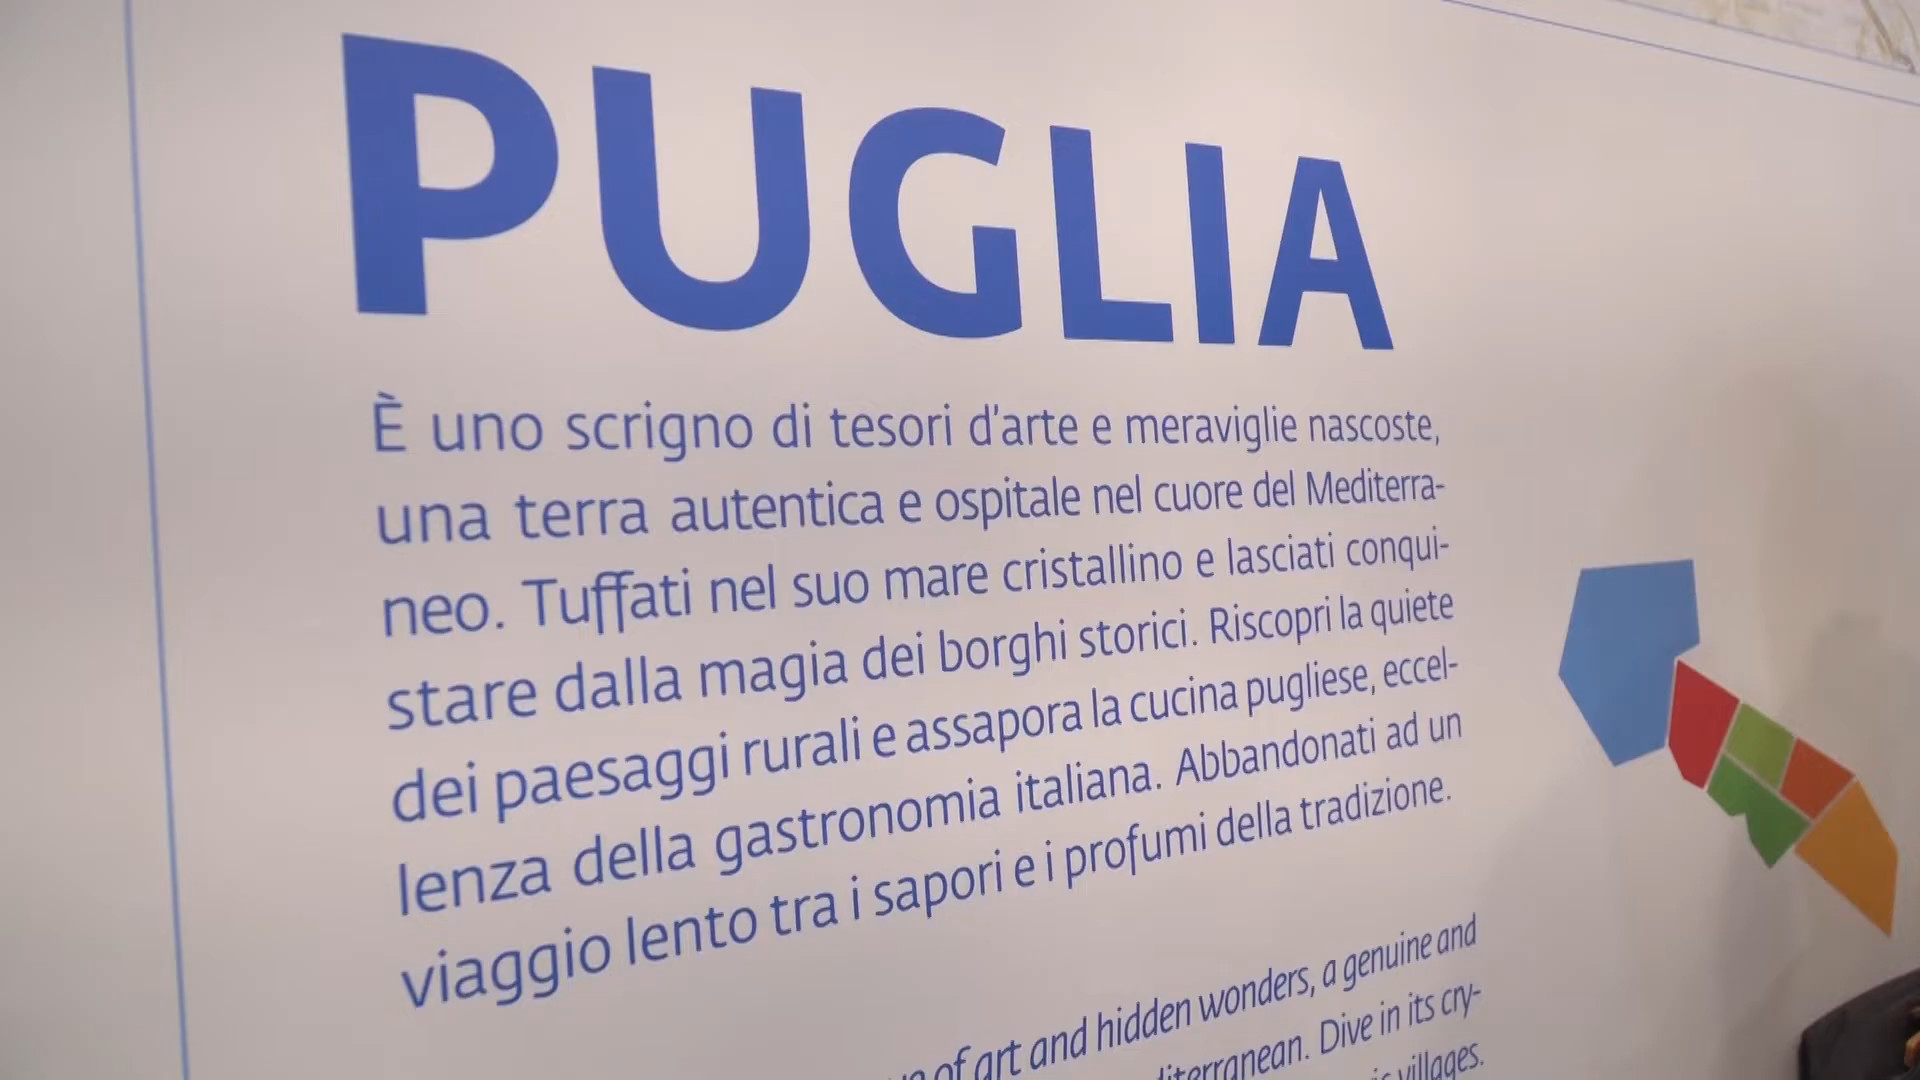 PUGLIA
È uno scrigno di tesori d'arte e meraviglie nascoste,
una terra autentica e ospitale nel cuore del Mediterra-
neo. Tuffati nel suo mare cristallino e lasciati conqui-
stare dalla magia dei borghi storici. Riscopri la quiete
dei paesaggi rurali e assapora la cucina pugliese, eccel-
lenza della gastronomia italiana. Abbandonati ad un
viaggio lento tra i sapori e i profumi della tradizione.
of art and hidden wonders, a genuine and
Dive in its cry-
villages.